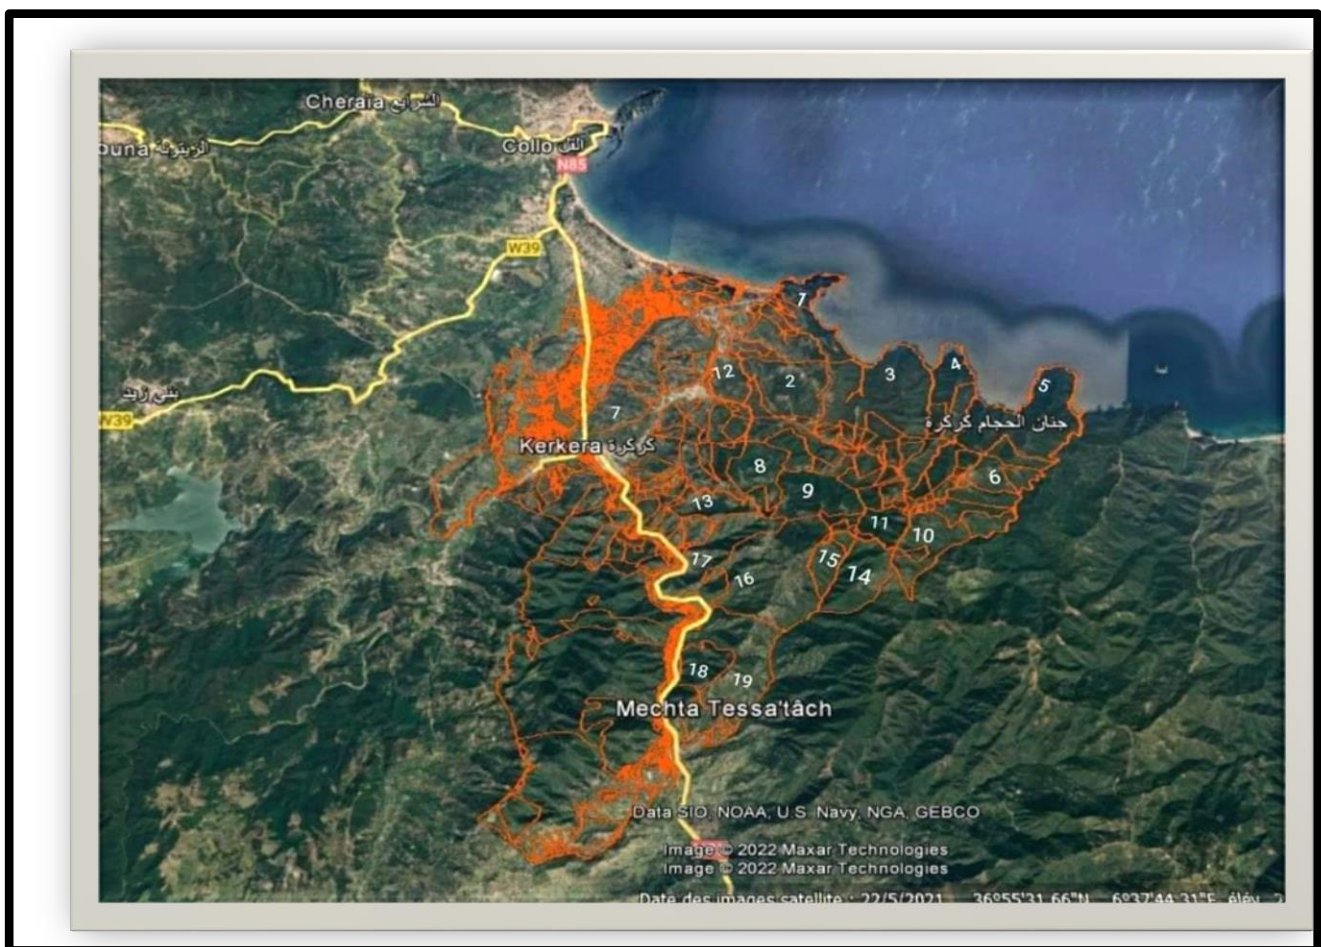 Cheraia الشرايع
ouna الزيتونة
Collo القل
N85
W39
1
4
3
5
12
2
بني زيد
W39
7
جنان الحجام كركرة
Kerkera كركرة
8
6
9
13
11
10
17
15
14
16
18
19
Mechta Tessa'tâch
Data SIO, NOAA, U.S. Navy, NGA, GEBCO
Image © 2022 Maxar Technologies
Image © 2022 Maxar Technologies
Date des images satellite : 22/5/2021 36°55'31.66"N 6°37'44.31"E élév.